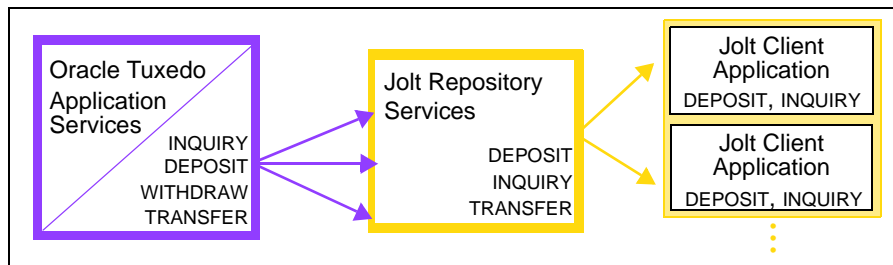 Oracle Tuxedo
Application
Services
INQUIRY
DEPOSIT
WITHDRAW
TRANSFER
Jolt Repository
Services
DEPOSIT
INQUIRY
TRANSFER
Jolt Client
Application
DEPOSIT, INQUIRY
Jolt Client
Application
DEPOSIT, INQUIRY